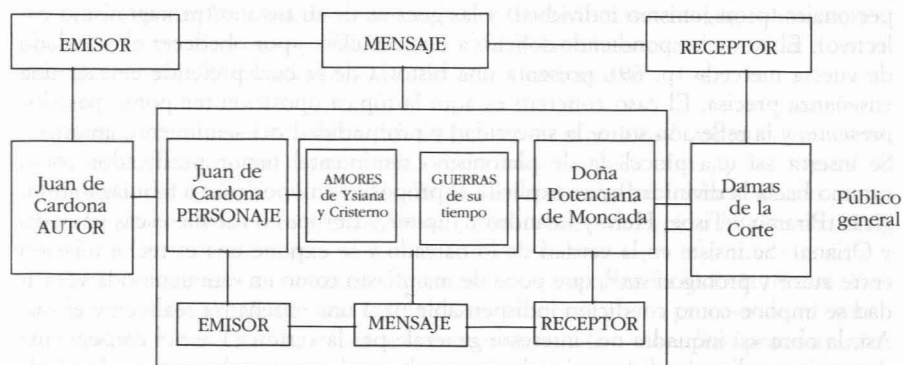 EMISOR
MENSAJE
RECEPTOR
Juan de
Cardona
AUTOR
Juan de
Cardona
PERSONAJE
AMORES
de Ysiana
y Cristerno
GUERRAS
de su
tiempo
Doña
Potenciana
de Moncada
Damas
de la
Corte
Público
general
EMISOR
MENSAJE
RECEPTOR